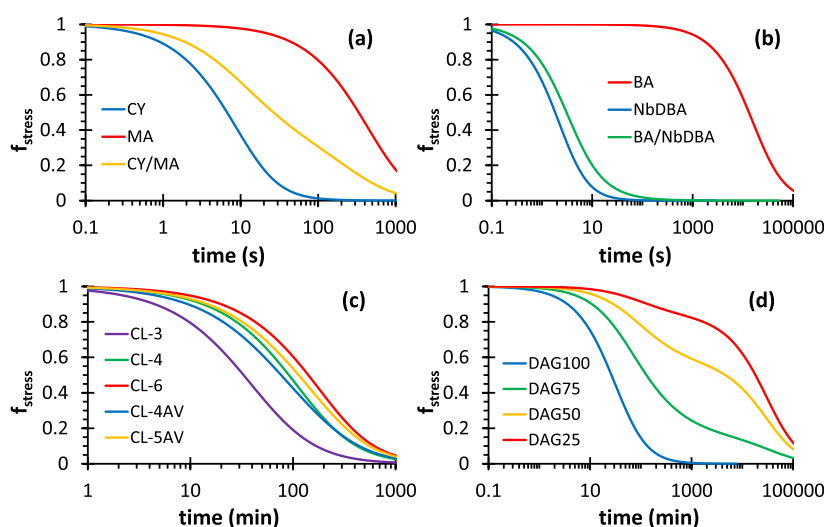 (a)
f_stress
1
0.8
0.6
0.4
0.2
0
CY
MA
CY/MA
0.1 1 10 100 1000
time (s)
(b)
f_stress
1
0.8
0.6
0.4
0.2
0
BA
NbDBA
BA/NbDBA
0.1 10 1000 100000
time (s)
(c)
f_stress
1
0.8
0.6
0.4
0.2
0
CL-3
CL-4
CL-6
CL-4AV
CL-5AV
1 10 100 1000
time (min)
(d)
f_stress
1
0.8
0.6
0.4
0.2
0
DAG100
DAG75
DAG50
DAG25
0.1 10 1000 100000
time (min)